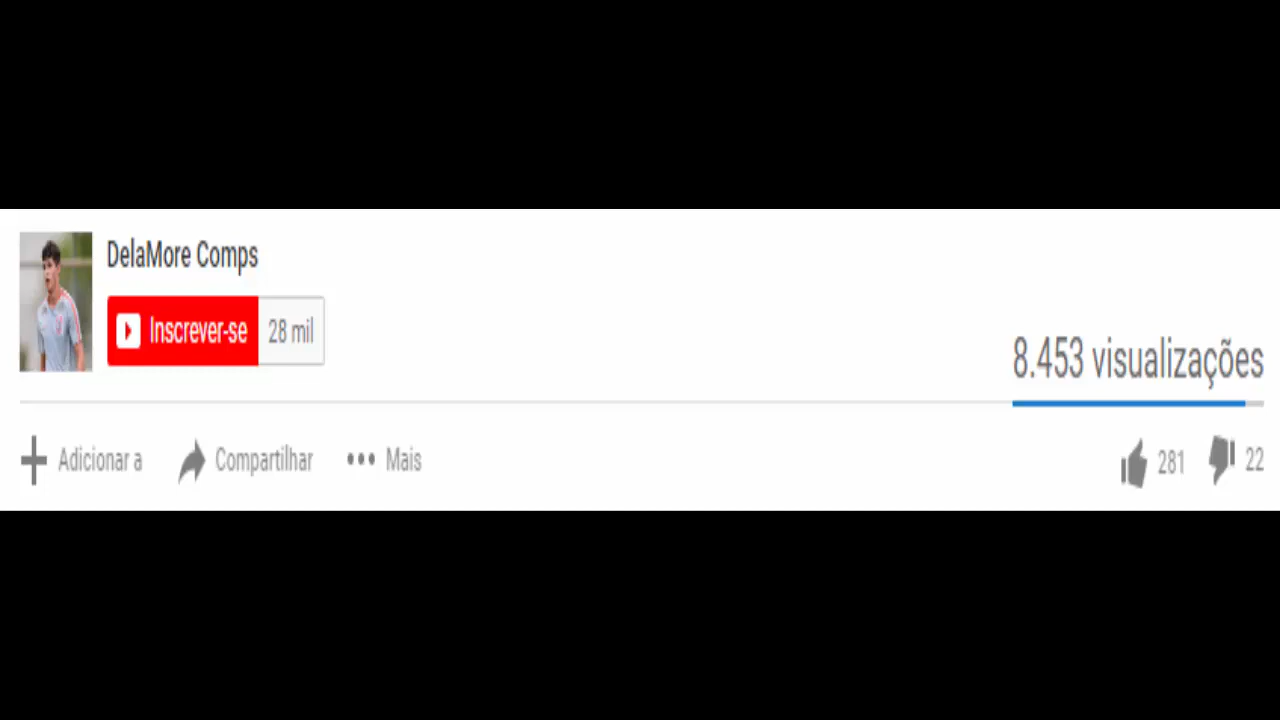 DelaMore Comps
Inscrever-se 28 mil
8.453 visualizações
Adicionar a Compartilhar Mais 281 22